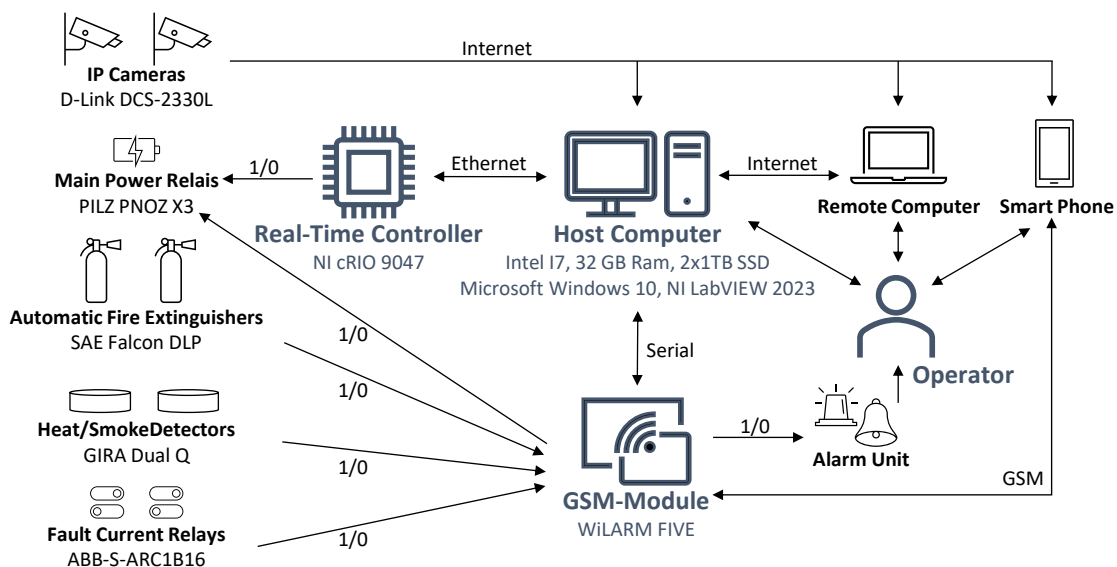 Internet
IP Cameras
D-Link DCS-2330L
1/0
Ethernet
Internet
Main Power Relais
PILZ PNOZ X3
Real-Time Controller
NI cRIO 9047
Host Computer
Intel I7, 32 GB Ram, 2x1TB SSD
Microsoft Windows 10, NI LabVIEW 2023
Remote Computer
Smart Phone
Automatic Fire Extinguishers
SAE Falcon DLP
1/0
Serial
Operator
1/0
Heat/SmokeDetectors
GIRA Dual Q
1/0
1/0
Alarm Unit
GSM
GSM-Module
WiLARM FIVE
Fault Current Relays
ABB-S-ARC1B16
1/0